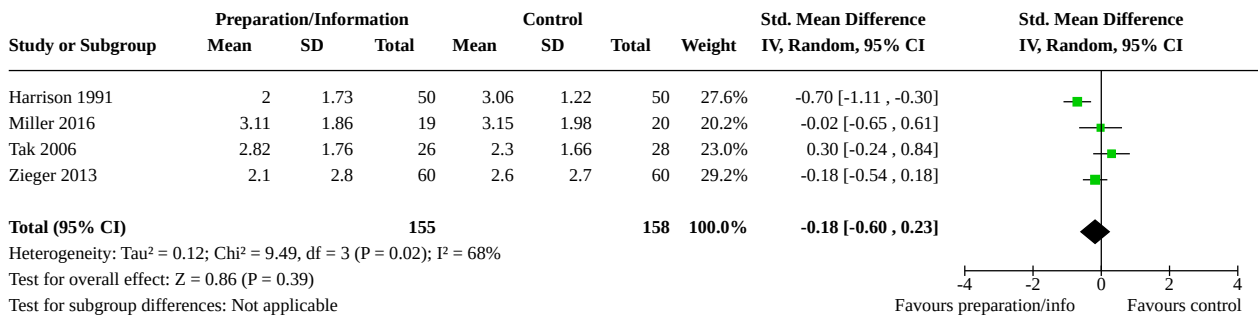 Preparation/Information Control Std. Mean Difference Std. Mean Difference
Study or Subgroup Mean SD Total Mean SD Total Weight IV, Random, 95% CI IV, Random, 95% CI
Harrison 1991 2 1.73 50 3.06 1.22 50 27.6% -0.70 [-1.11 , -0.30]
Miller 2016 3.11 1.86 19 3.15 1.98 20 20.2% -0.02 [-0.65 , 0.61]
Tak 2006 2.82 1.76 26 2.3 1.66 28 23.0% 0.30 [-0.24 , 0.84]
Zieger 2013 2.1 2.8 60 2.6 2.7 60 29.2% -0.18 [-0.54 , 0.18]
Total (95% CI) 155 158 100.0% -0.18 [-0.60 , 0.23]
Heterogeneity: Tau² = 0.12; Chi² = 9.49, df = 3 (P = 0.02); I² = 68%
Test for overall effect: Z = 0.86 (P = 0.39) -4 -2 0 2 4
Test for subgroup differences: Not applicable Favours preparation/info Favours control